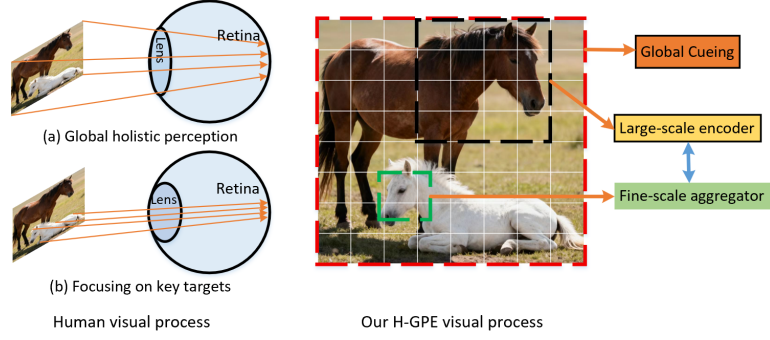 Lens
Retina
(a) Global holistic perception
Lens
Retina
(b) Focusing on key targets
Human visual process
Global Cueing
Large-scale encoder
Fine-scale aggregator
Our H-GPE visual process